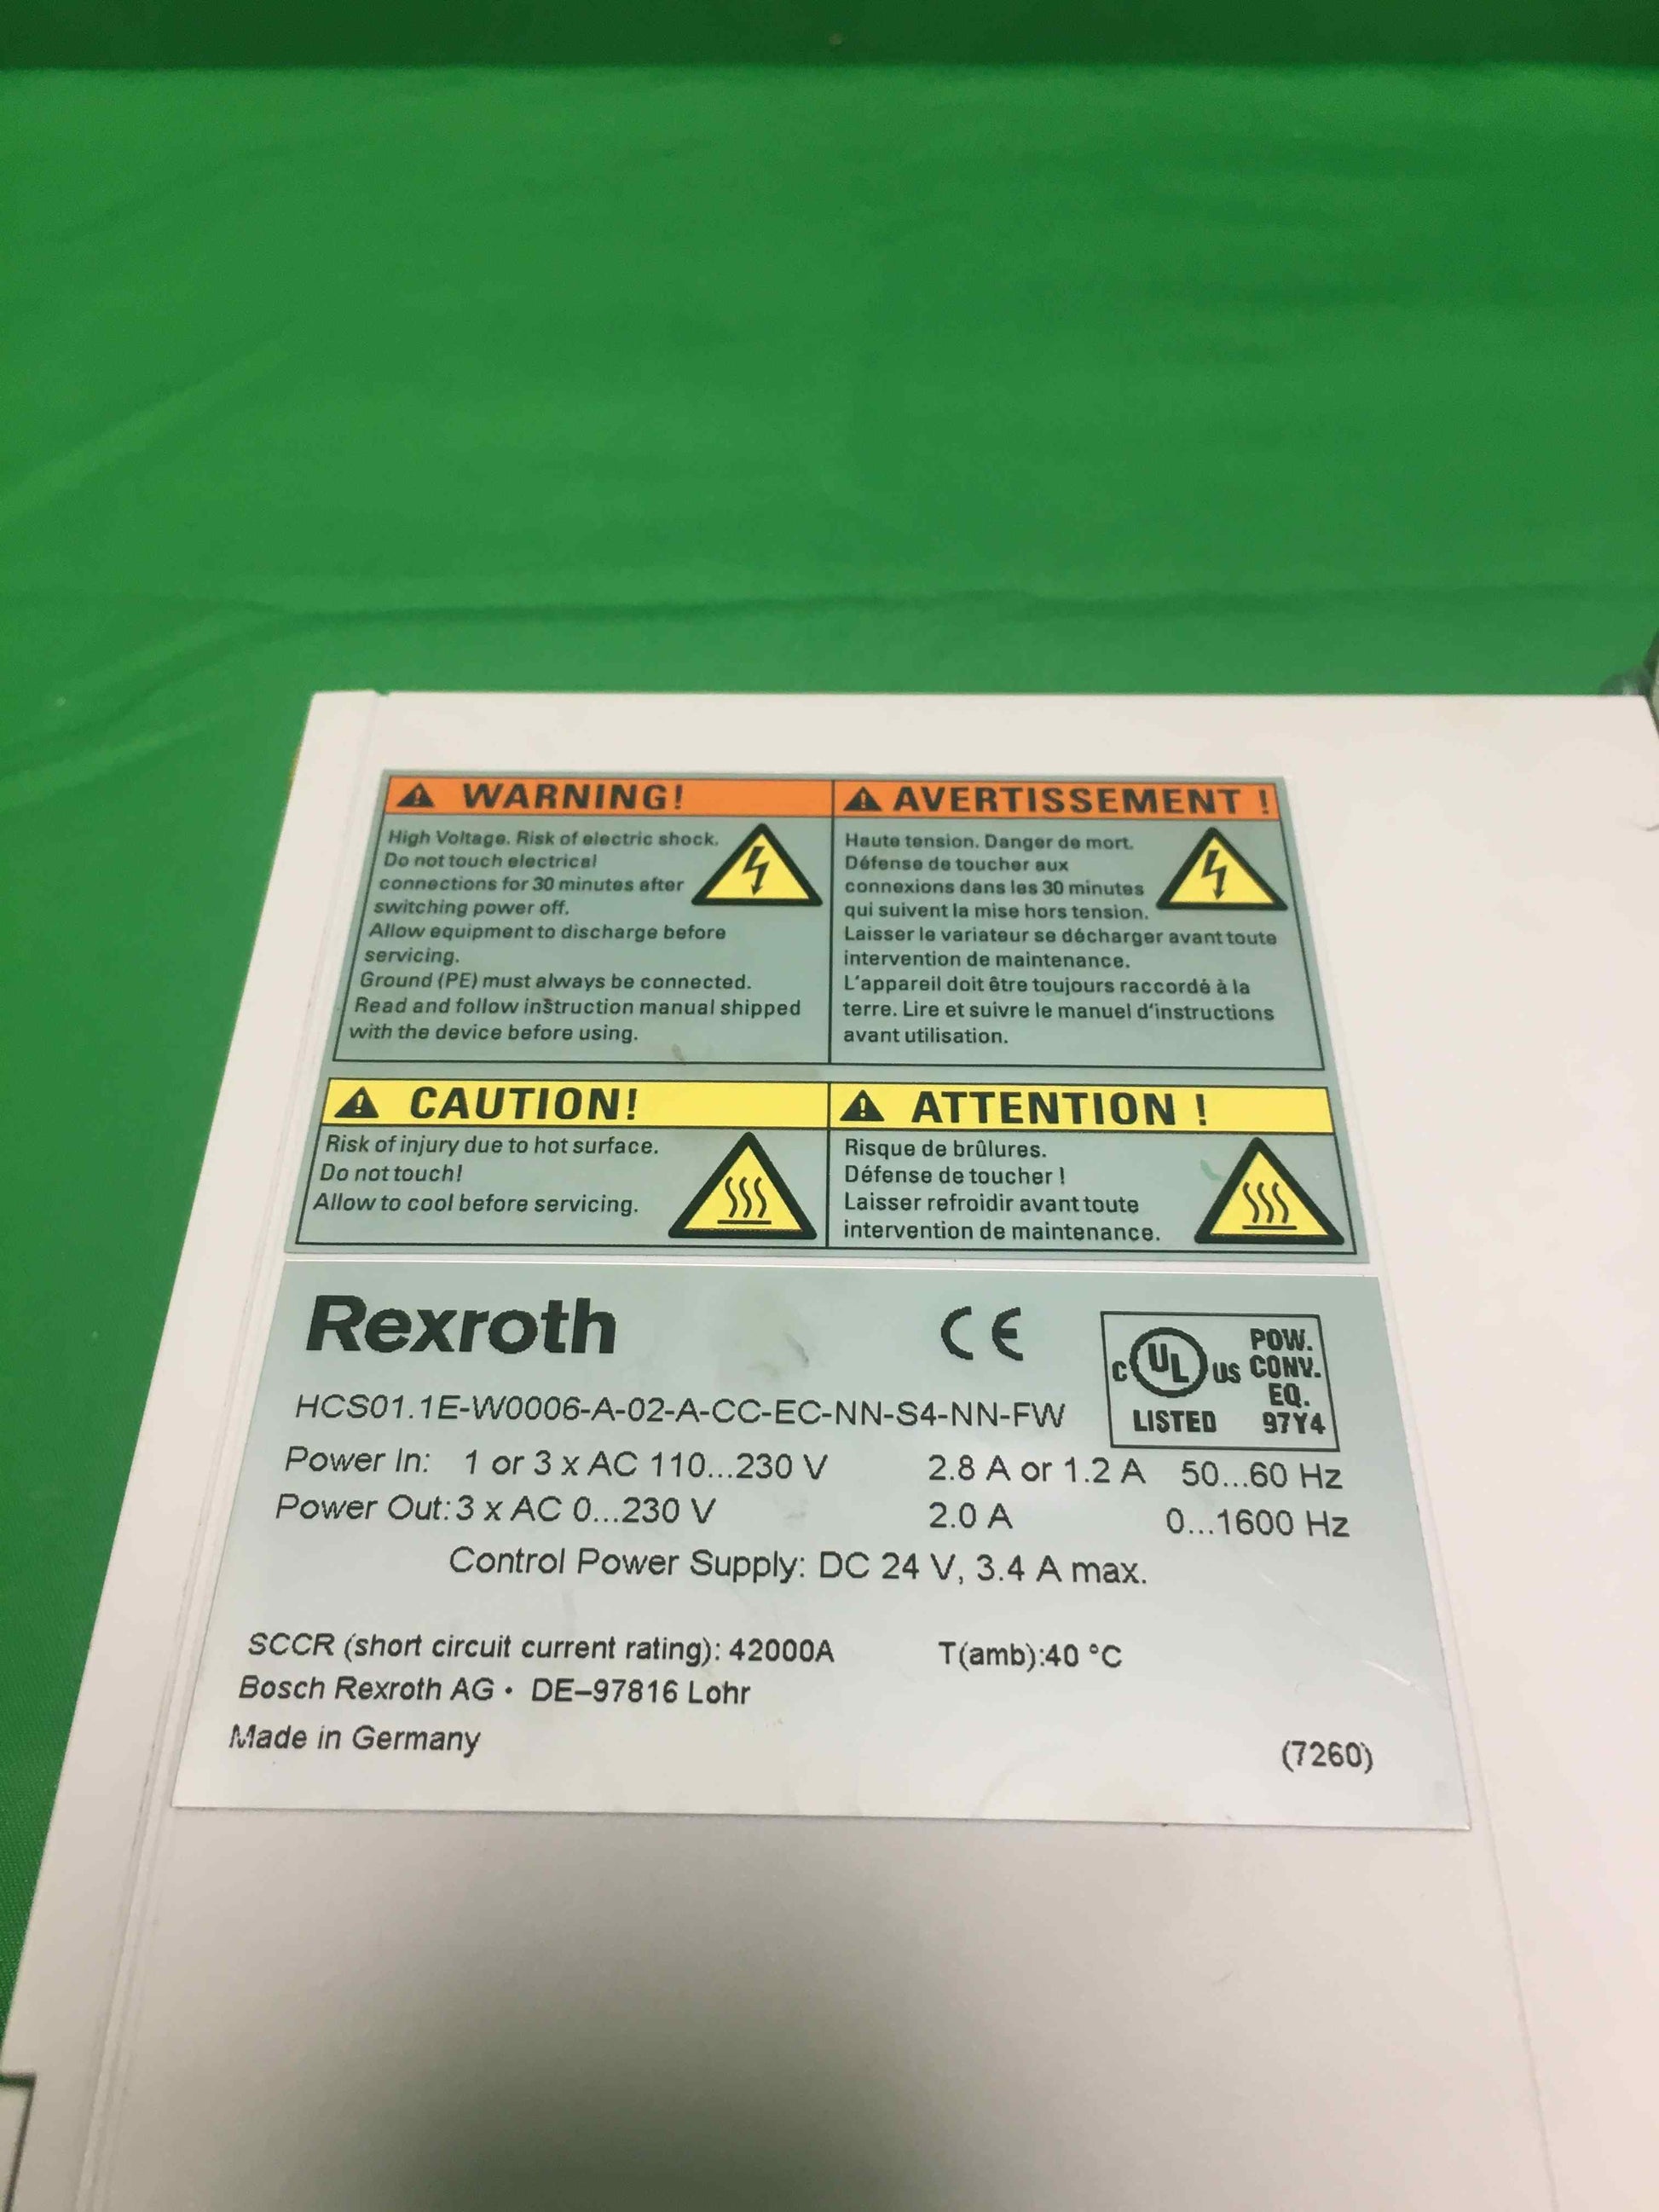 WARNING!
High Voltage. Risk of electric shock.
Do not touch electrical
connections for 30 minutes after
switching power off.
Allow equipment to discharge before
servicing.
Ground (PE) must always be connected.
Read and follow instruction manual shipped
with the device before using.
AVERTISSEMENT !
Haute tension. Danger de mort.
Défense de toucher aux
connexions dans les 30 minutes
qui suivent la mise hors tension.
Laisser le variateur se décharger avant toute
intervention de maintenance.
L'appareil doit être toujours raccordé à la
terre. Lire et suivre le manuel d'instructions
avant utilisation.
CAUTION!
Risk of injury due to hot surface.
Do not touch!
Allow to cool before servicing.
ATTENTION !
Risque de brûlures.
Défense de toucher !
Laisser refroidir avant toute
intervention de maintenance.
Rexroth
CE
C UL US
LISTED
POW.
CONV.
EQ.
97Y4
HCS01.1E-W0006-A-02-A-CC-EC-NN-S4-NN-FW
Power In: 1 or 3 x AC 110...230 V 2.8 A or 1.2 A 50...60 Hz
Power Out: 3 x AC 0...230 V 2.0 A 0...1600 Hz
Control Power Supply: DC 24 V, 3.4 A max.
SCCR (short circuit current rating): 42000A T(amb):40 °C
Bosch Rexroth AG • DE–97816 Lohr
Made in Germany (7260)